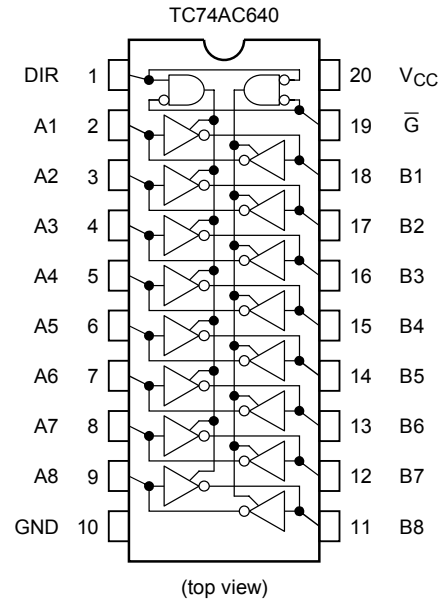 TC74AC640
DIR 1 20 VCC
A1 2 19 G̅
A2 3 18 B1
A3 4 17 B2
A4 5 16 B3
A5 6 15 B4
A6 7 14 B5
A7 8 13 B6
A8 9 12 B7
GND 10 11 B8
(top view)